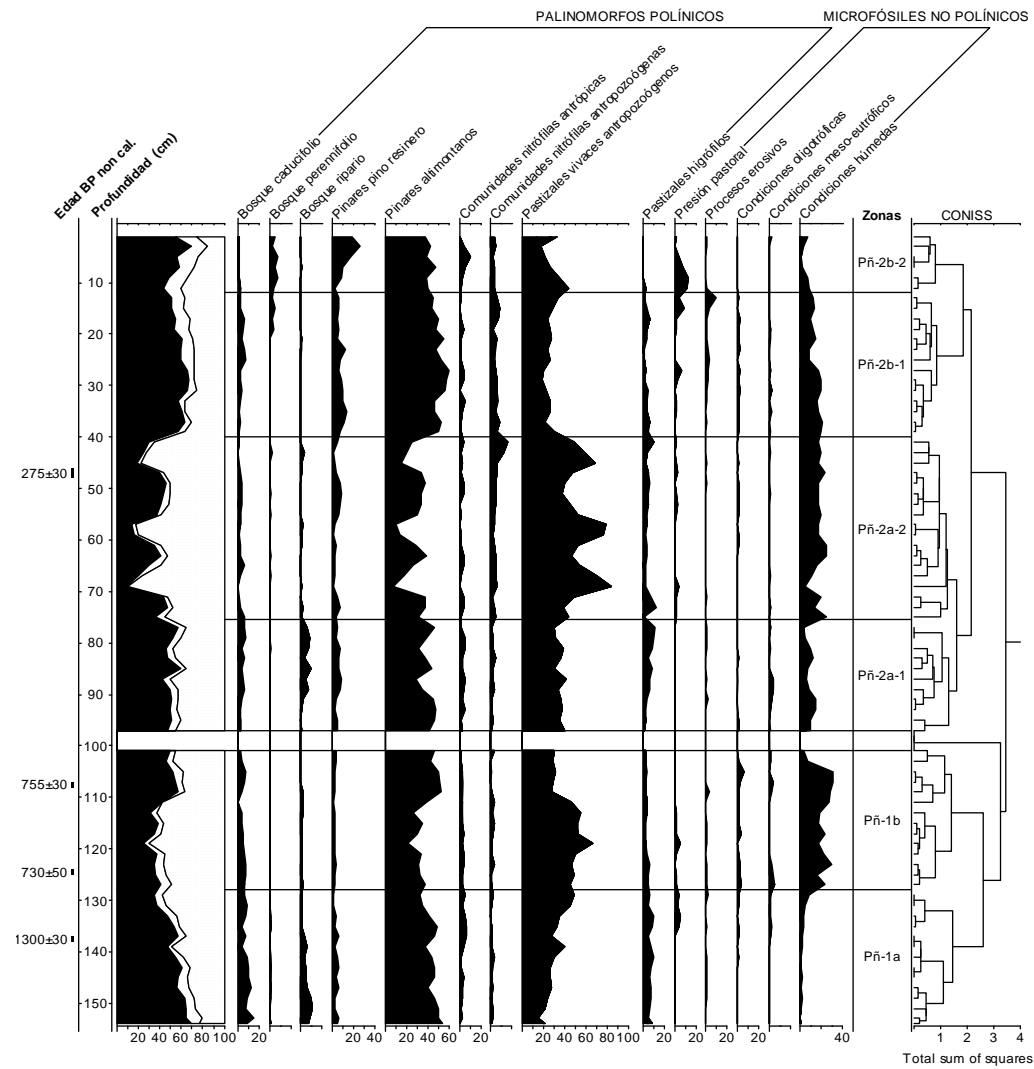 PALINOMORFOS POLÍNICOS
MICROFÓSILES NO POLÍNICOS
Edad BP non cal.
Profundidad (cm)
Bosque caducifolio
Bosque perennifolio
Bosque ripario
Pinares pino resinero
Pinares altimontanos
Comunidades nitrófilas antrópicas
Comunidades nitrófilas antropozoógenas
Pastizales vivaces antropozoógenos
Pastizales higrófilos
Presión pastoral
Procesos erosivos
Condiciones oligotróficas
Condiciones meso-eutróficos
Condiciones húmedas
Zonas
CONISS
Pñ-2b-2
10
20
Pñ-2b-1
30
40
275±30
50
Pñ-2a-2
60
70
80
Pñ-2a-1
90
100
755±30
110
Pñ-1b
120
730±50
130
1300±30
140
Pñ-1a
150
20 40 60 80 100 20 20 20 20 40 20 40 60 20 20 20 40 60 80 100 20 20 20 20 20 40 1 2 3 4
Total sum of squares